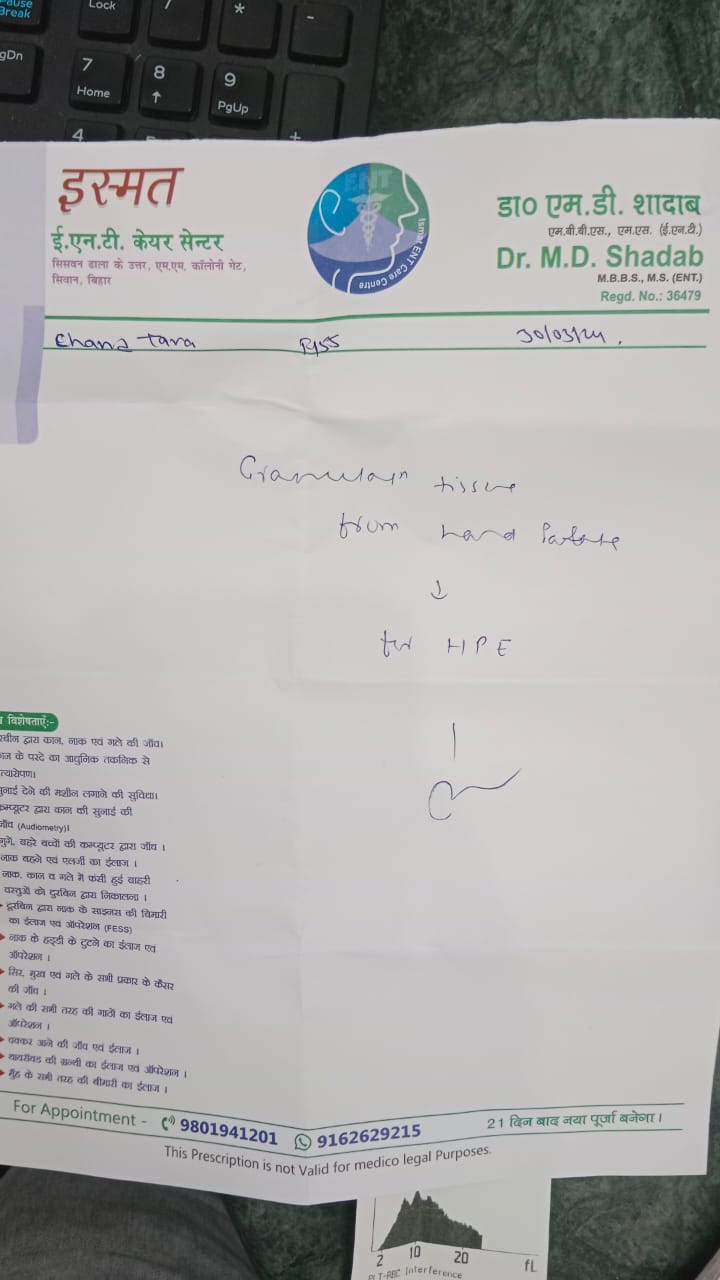 Pause
Break
Lock
/
*
-
gDn
7
Home
8
↑
9
PgUp
+
4
इस्मत
ई.एन.टी. केयर सेन्टर
सिसवन ढाला के उत्तर, एम.एम. कॉलोनी गेट,
सिवान, बिहार
ENT
Ismat ENT Care Centre
डा० एम.डी. शादाब
एम.बी.बी.एस., एम.एस. (ई.एन.टी.)
Dr. M.D. Shadab
M.B.B.S., M.S. (ENT.)
Regd. No.: 36479
Chand Tara
30/03/24.
tissue
from hard Palate
↓
for HPE
विशेषताएँ:-
कान, नाक एवं गले की जाँच।
के परदे का आधुनिक तकनिक से
त्यारोपण।
सुनाई देने की मशीन लगाने की सुविधा।
कम्प्यूटर द्वारा कान की सुनाई की
जाँच (Audiometry)।
गुगें, बहरे बच्चों की कम्प्यूटर द्वारा जाँच।
नाक बहने एवं एलर्जी का ईलाज।
नाक, कान व गले में फंसी हुई बाहरी
वस्तुओं को दुरबिन द्वारा निकालना।
दूरबिन द्वारा नाक के साइनस की बिमारी
का ईलाज एवं ऑपरेशन (FESS)
नाक के हड्डी के टुटने का ईलाज एवं
ऑपरेशन।
सिर, मुख एवं गले के सभी प्रकार के कैंसर
की जाँच।
गले की सभी तरह की गाठों का ईलाज एवं
ऑपरेशन।
चक्कर आने की जाँच एवं ईलाज।
थायरॉयड की ग्रन्थी का ईलाज एवं ऑपरेशन।
मुँह के सभी तरह की बीमारी का ईलाज।
For Appointment - 9801941201 9162629215
21 दिन बाद नया पूर्जा बनेगा।
This Prescription is not Valid for medico legal Purposes.
2 10 20 fL
PLT-RBC Interference